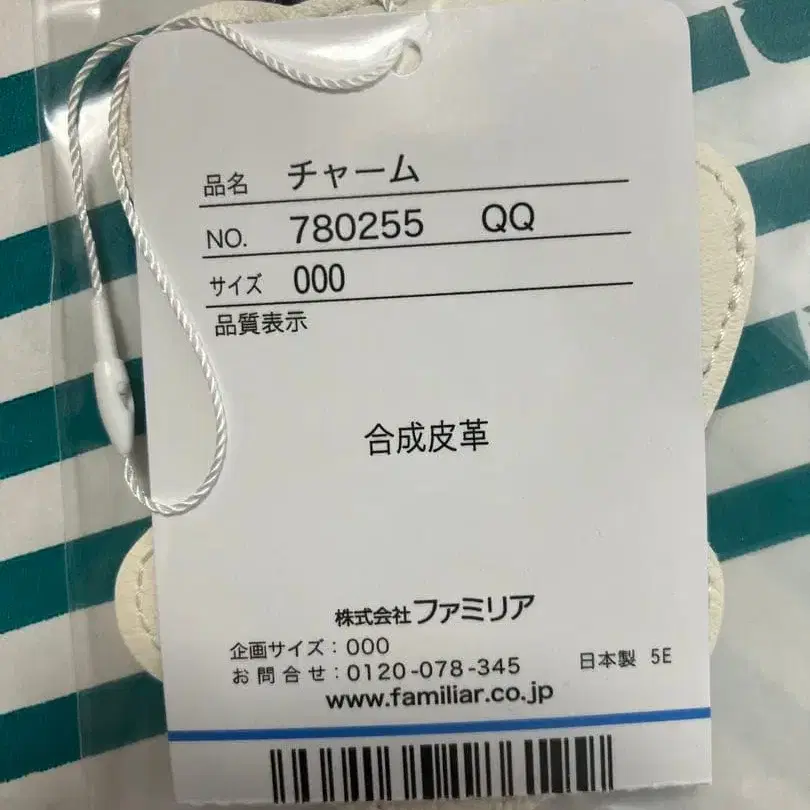 品名 チャーム
NO. 780255 QQ
サイズ 000
品質表示
合成皮革
株式会社ファミリア
企画サイズ：000
お問合せ：0120-078-345 日本製 5E
www.familiar.co.jp